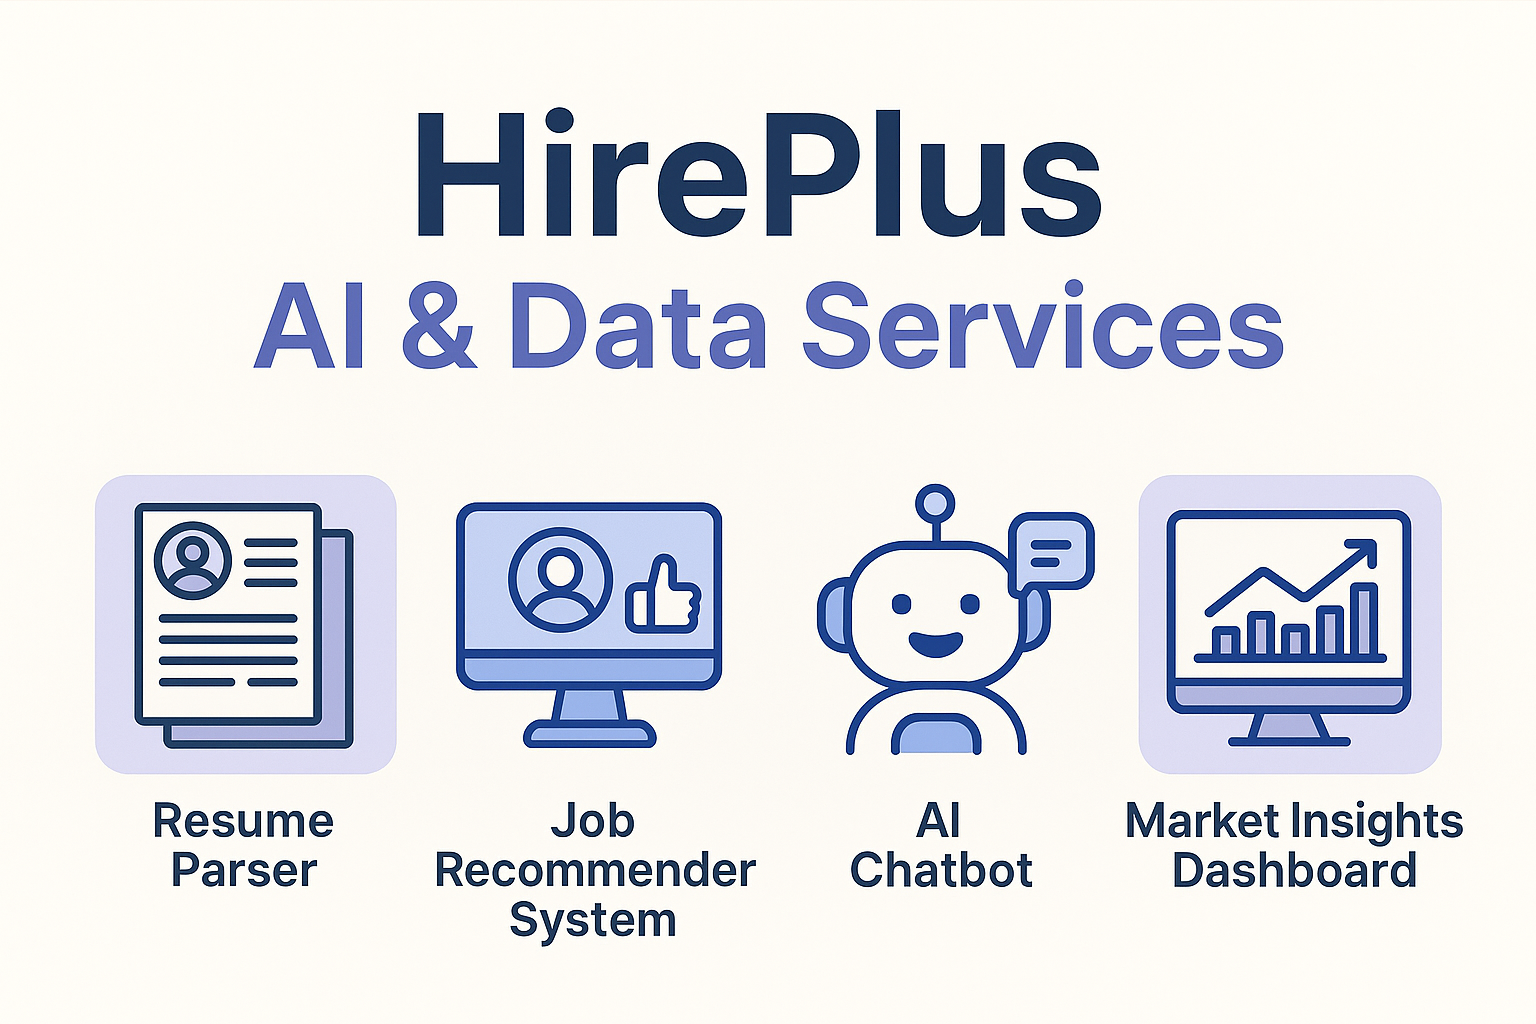 HirePlus
AI & Data Services
Resume
Parser
Job
Recommender
System
AI
Chatbot
Market Insights
Dashboard